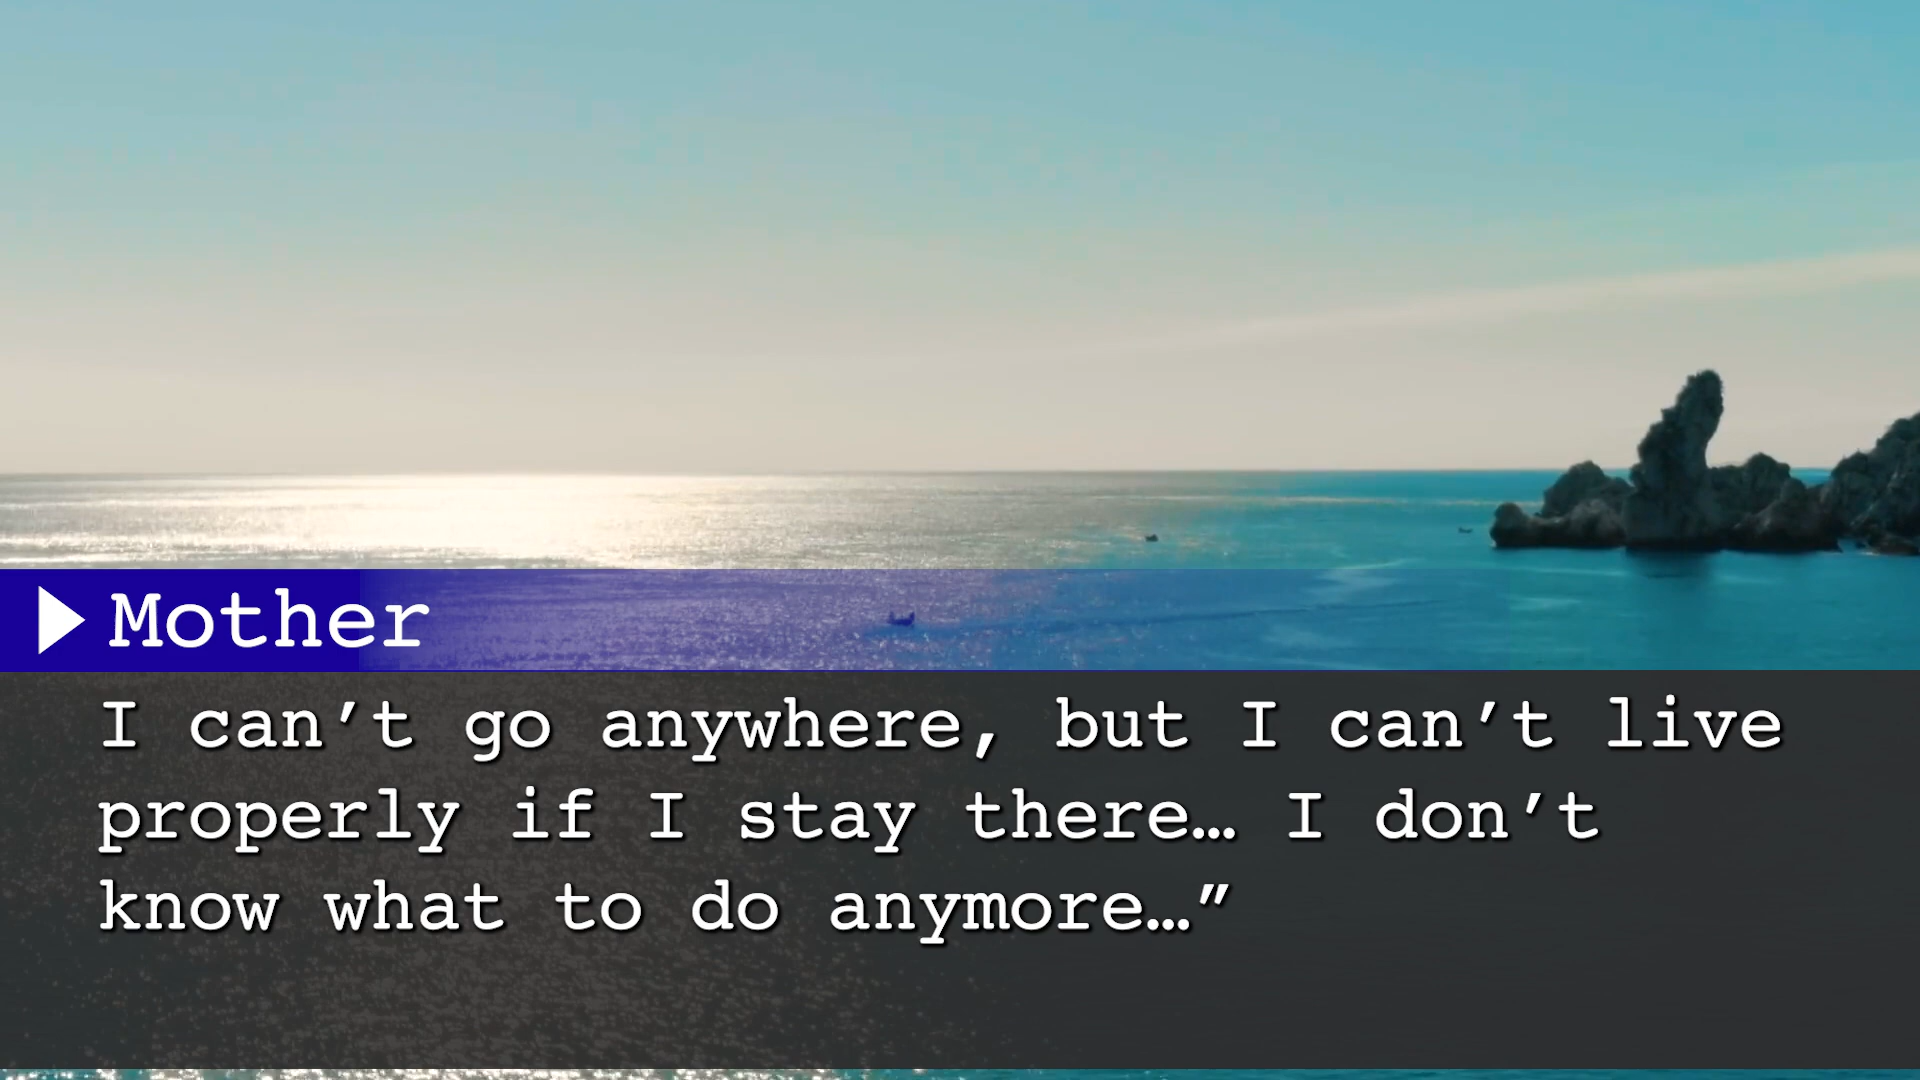 Mother
I can’t go anywhere, but I can’t live
properly if I stay there… I don’t
know what to do anymore…”